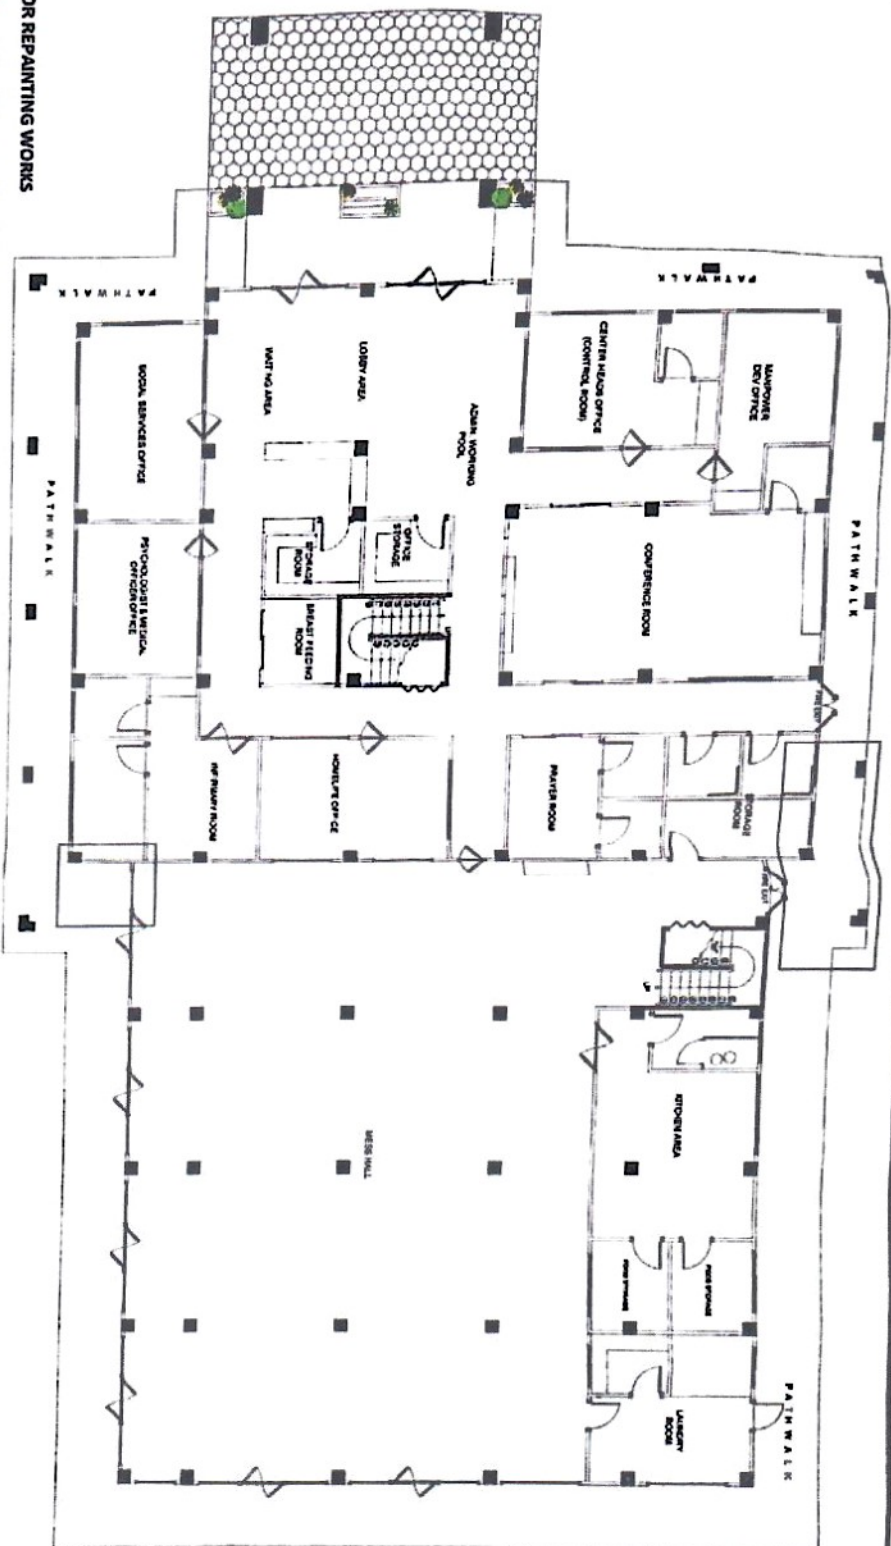 OR REPAINTING WORKS
PATHWALK
PATHWALK
SOCIAL SERVICES OFFICE
WAITING AREA
LOBBY AREA
ADMIN WORKING
POOL
CENTER HEADS OFFICE
(CONTROL ROOM)
MANPOWER
DEV OFFICE
PATHWALK
PSYCHOLOGIST & MEDICAL
OFFICER OFFICE
STORAGE
ROOM
OFFICE
STORAGE
BREAST FEEDING
ROOM
CONFERENCE ROOM
PATHWALK
FIRE EXIT
INFIRMARY ROOM
HOMELIFE OFFICE
PRAYER ROOM
STORAGE
ROOM
FIRE EXIT
MESS HALL
KITCHEN AREA
FOOD STORAGE
FOOD STORAGE
LAUNDRY
ROOM
PATHWALK